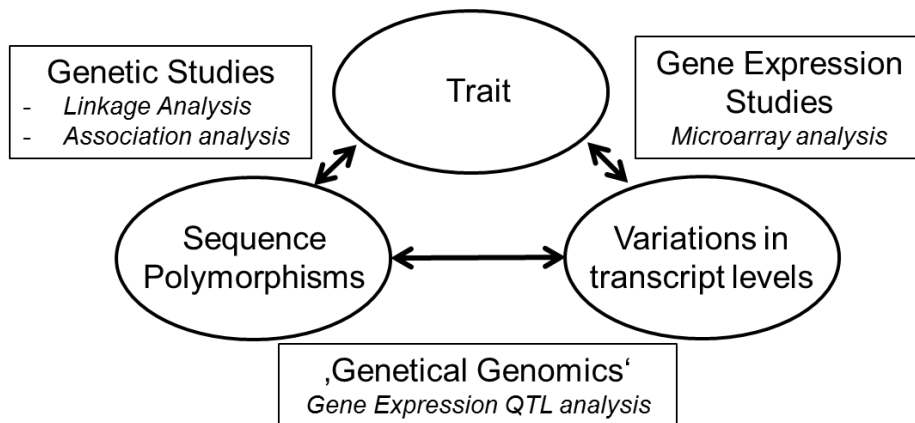 Genetic Studies
- Linkage Analysis
- Association analysis
Trait
Gene Expression
Studies
Microarray analysis
Sequence
Polymorphisms
Variations in
transcript levels
‚Genetical Genomics‘
Gene Expression QTL analysis